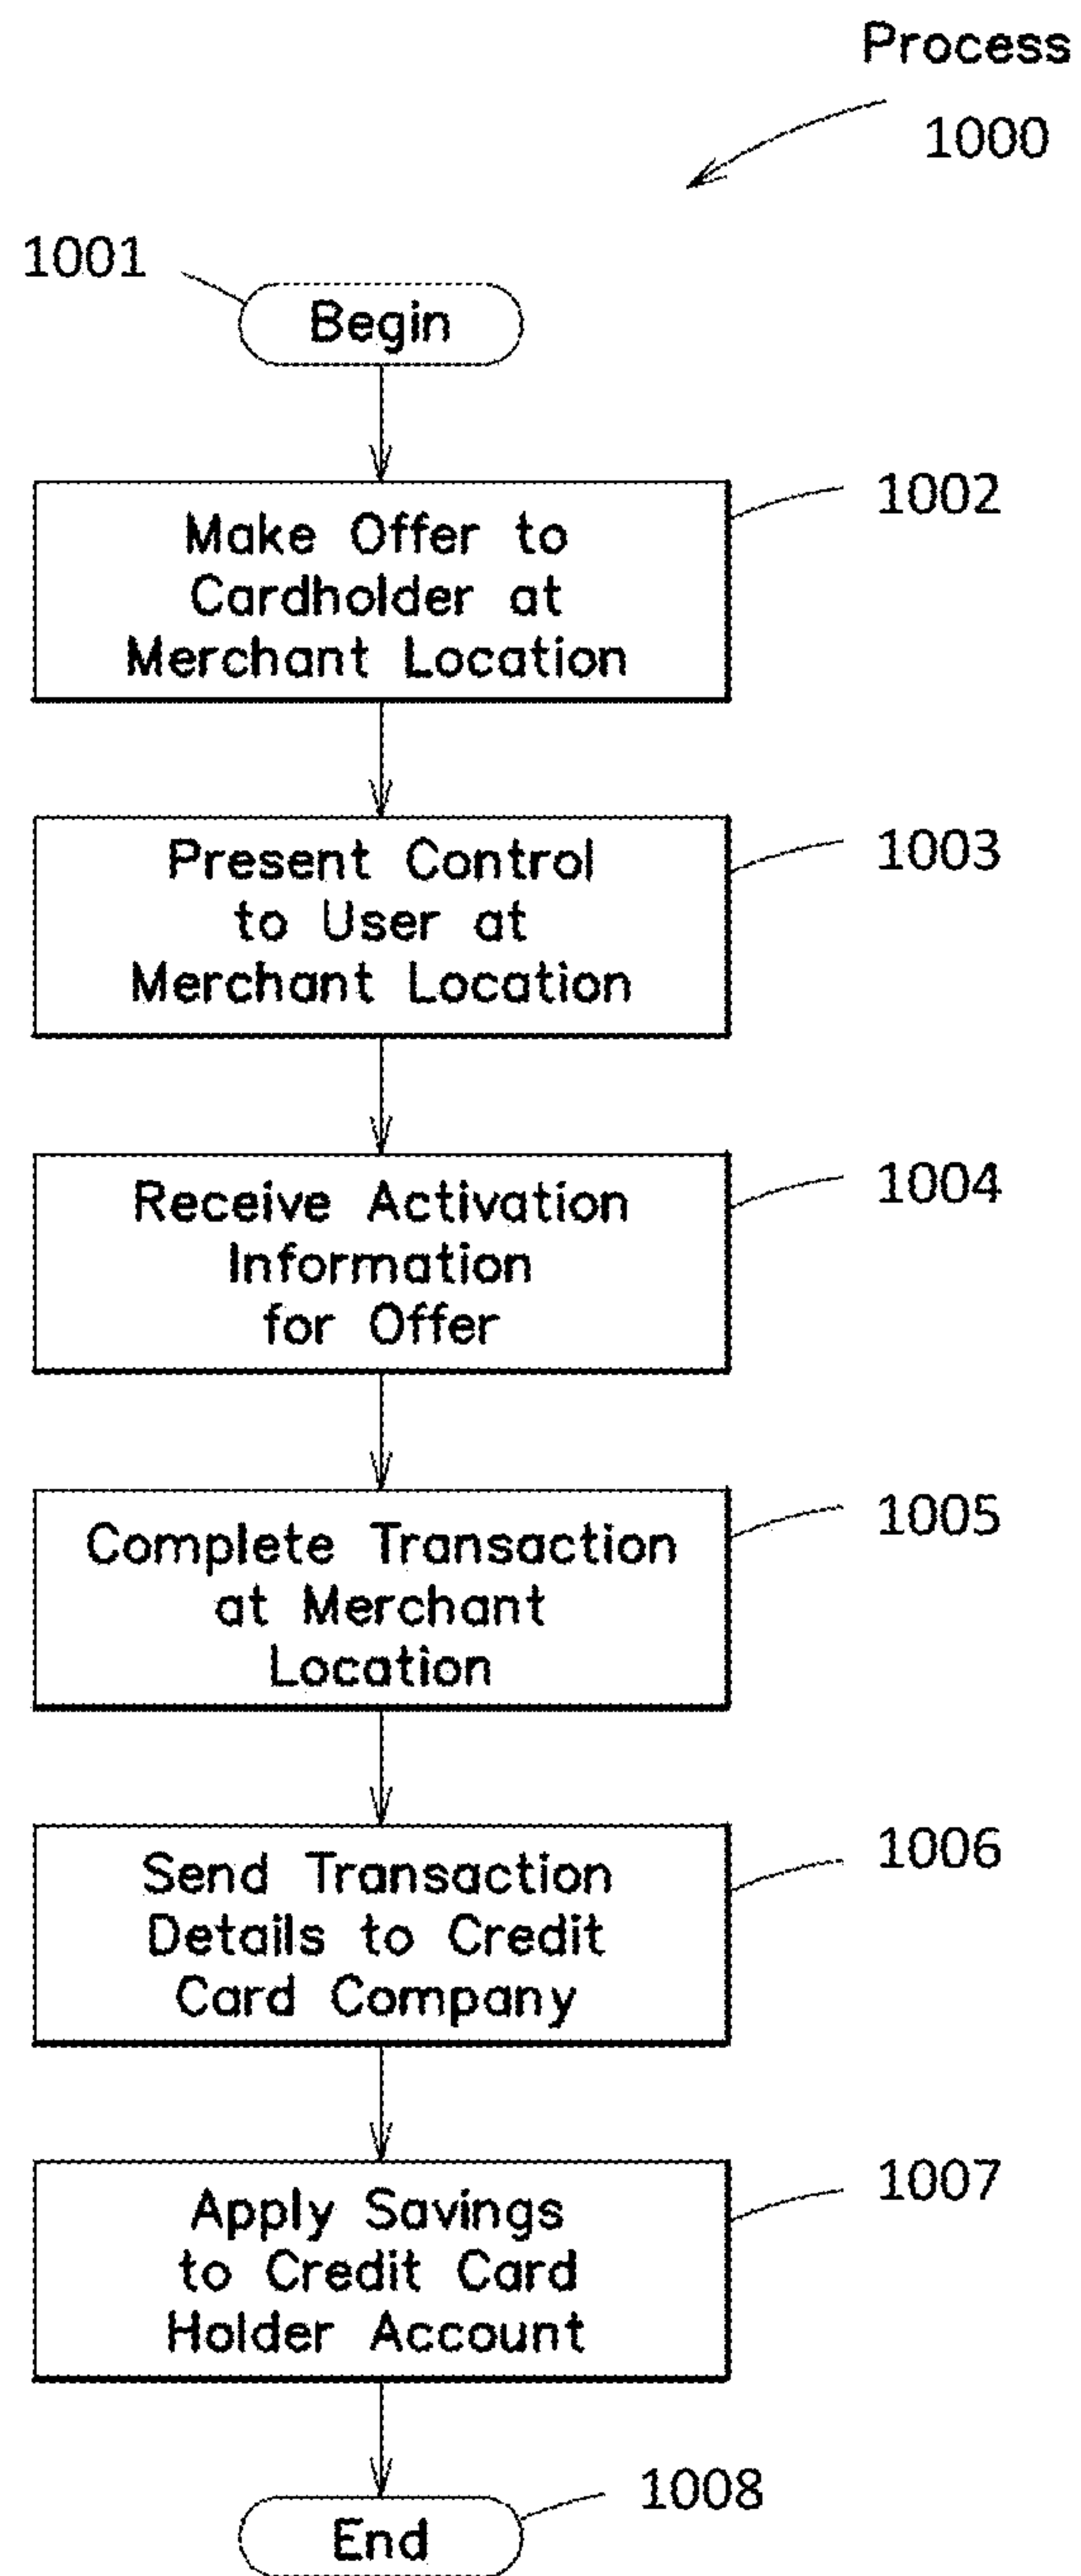 Process
1000
1001
Begin
1002
Make Offer to
Cardholder at
Merchant Location
1003
Present Control
to User at
Merchant Location
1004
Receive Activation
Information
for Offer
1005
Complete Transaction
at Merchant
Location
1006
Send Transaction
Details to Credit
Card Company
1007
Apply Savings
to Credit Card
Holder Account
1008
End